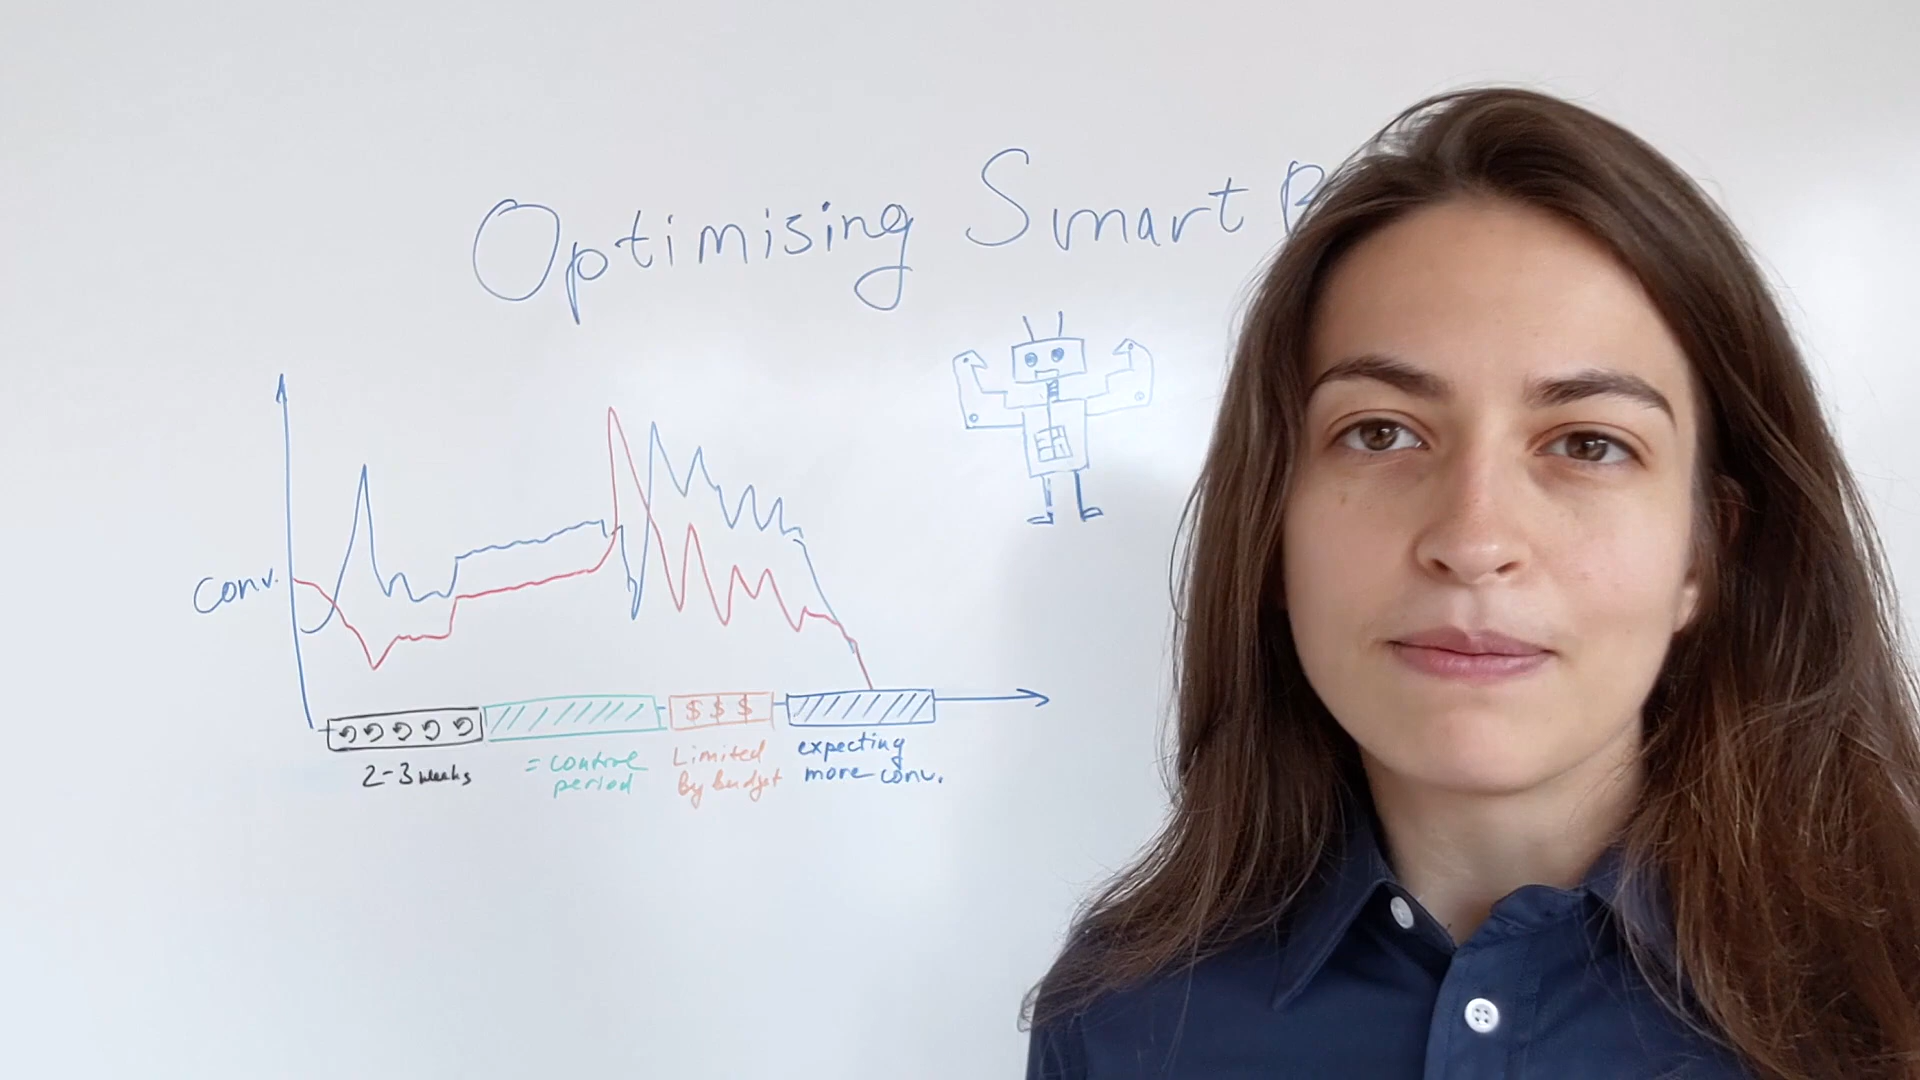 Optimising Smart B
Conv.
$ $ $
2-3 weeks
= control
period
Limited
by budget
expecting
more conv.